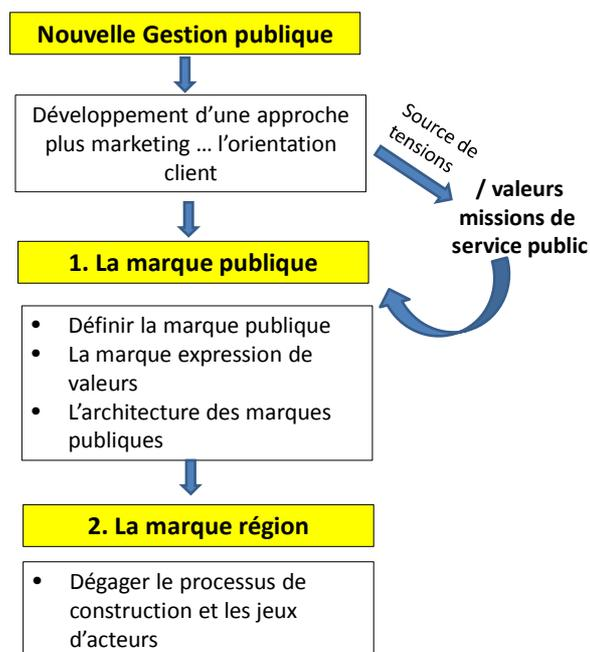 Nouvelle Gestion publique
Développement d’une approche
plus marketing … l’orientation
client
Source de
tensions
/ valeurs
missions de
service public
1. La marque publique
• Définir la marque publique
• La marque expression de
valeurs
• L’architecture des marques
publiques
2. La marque région
• Dégager le processus de
construction et les jeux
d’acteurs